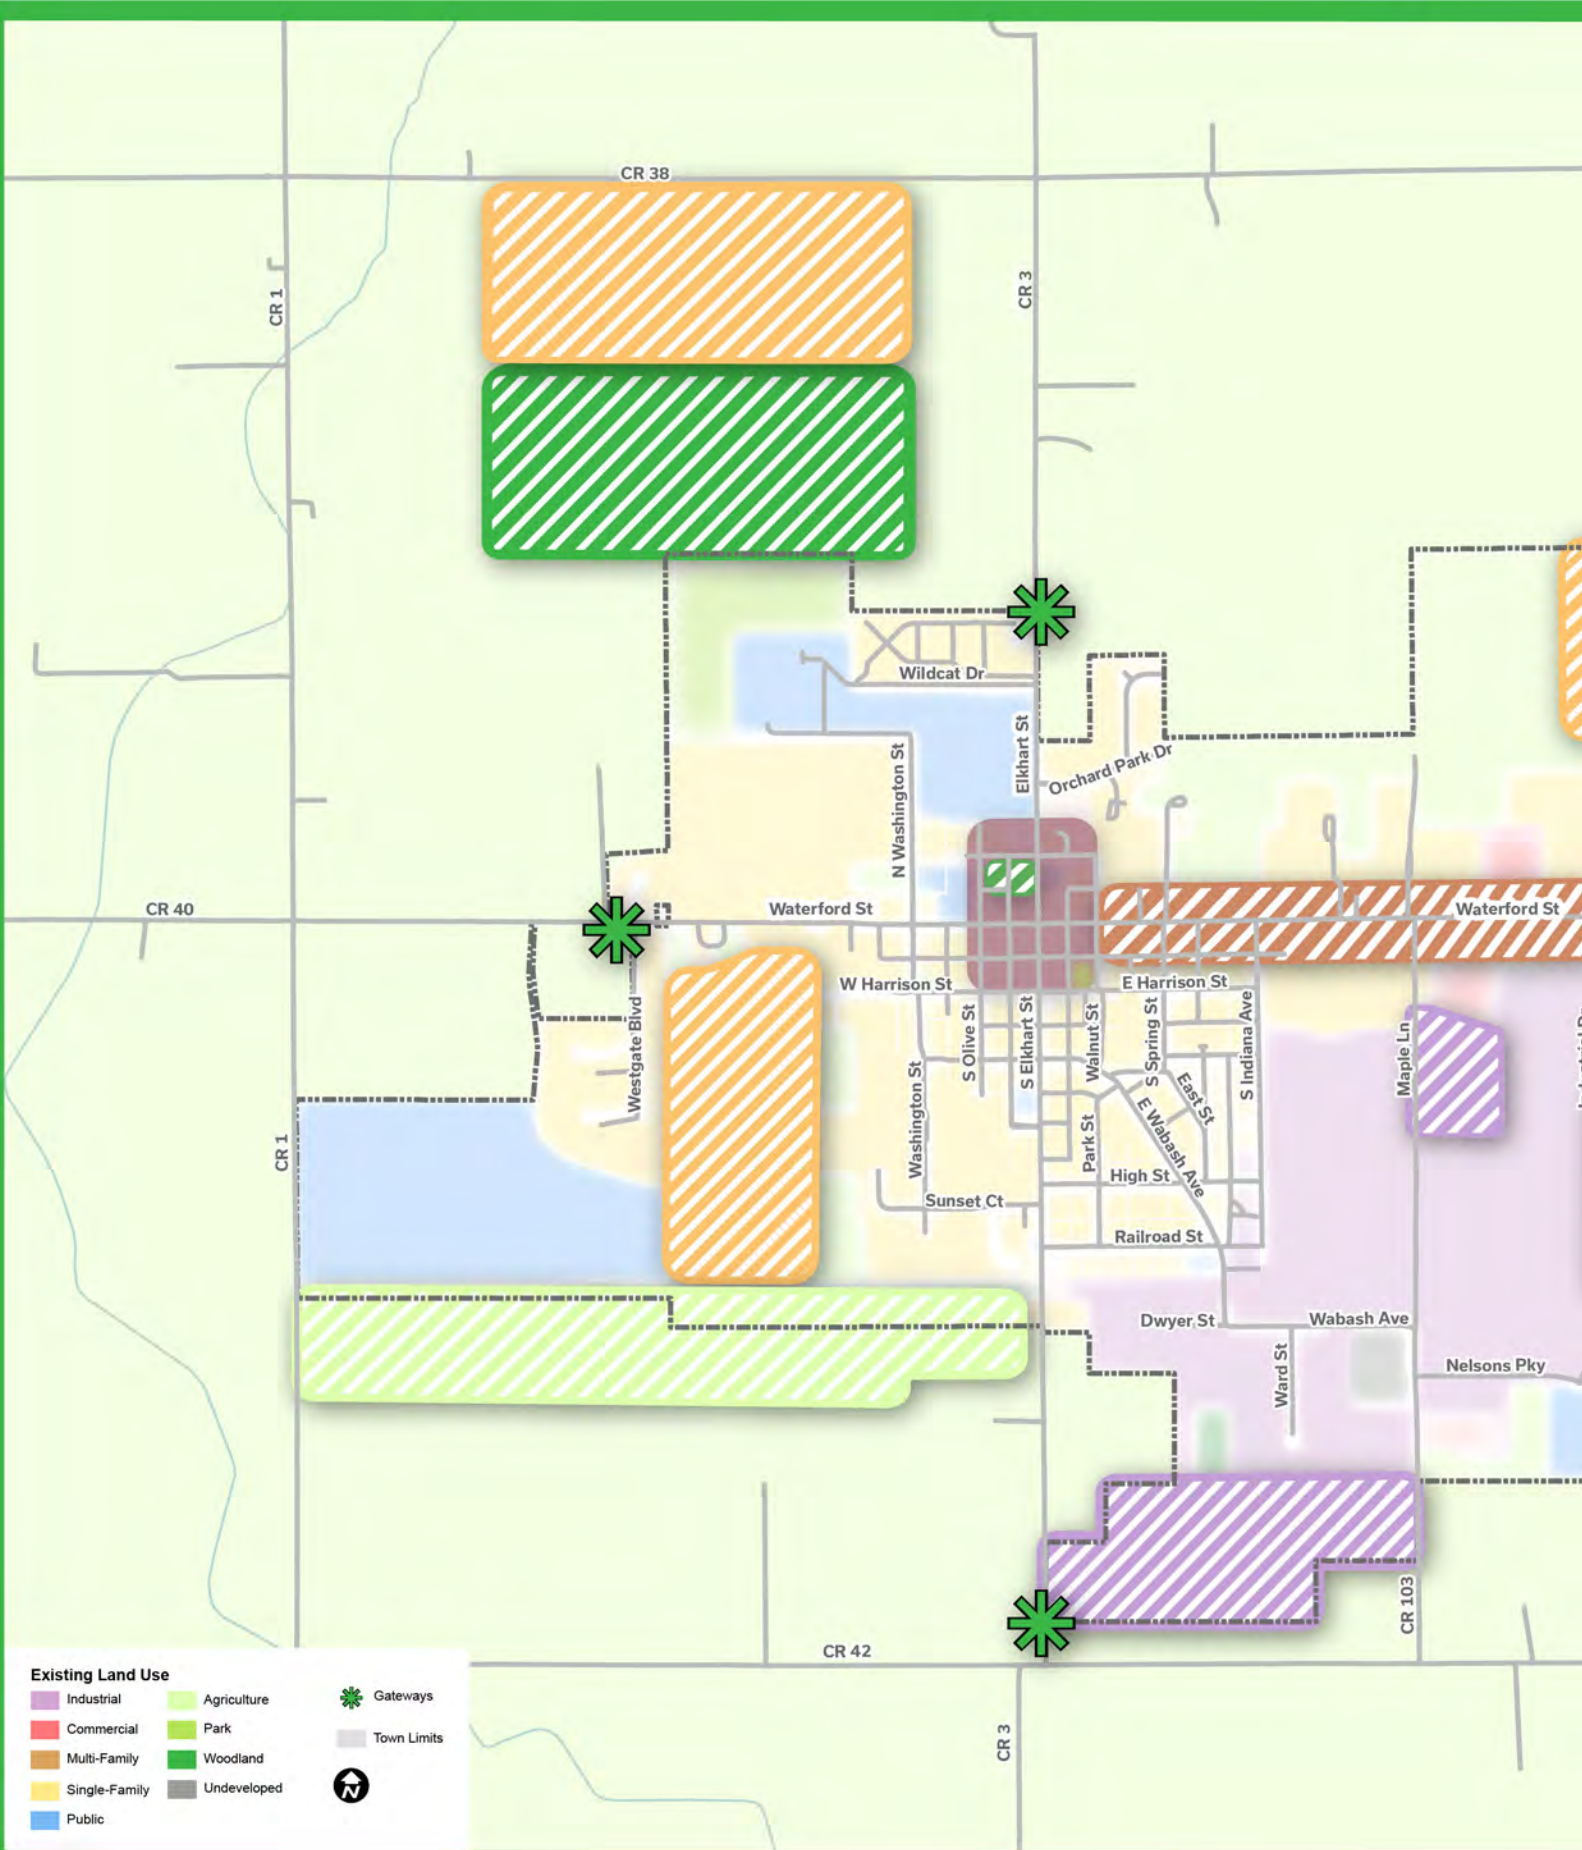 CR 38
CR 1
CR 3
Wildcat Dr
Elkhart St
N Washington St
Orchard Park Dr
CR 40
Waterford St
Waterford St
W Harrison St
E Harrison St
Westgate Blvd
S Olive St
S Elkhart St
Walnut St
S Spring St
S Indiana Ave
Maple Ln
East St
E Wabash Ave
Washington St
Park St
CR 1
High St
Sunset Ct
Railroad St
Dwyer St
Wabash Ave
Ward St
Nelsons Pky
CR 103
CR 42
CR 3
Existing Land Use
Industrial
Commercial
Multi-Family
Single-Family
Public
Agriculture
Park
Woodland
Undeveloped
Gateways
Town Limits
N